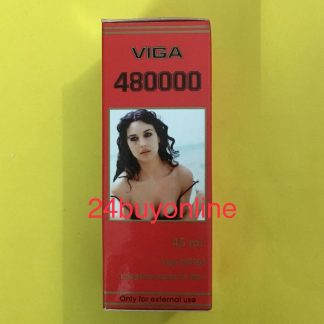 VIGA
480000
24buyonline
45 ml
Only for external use